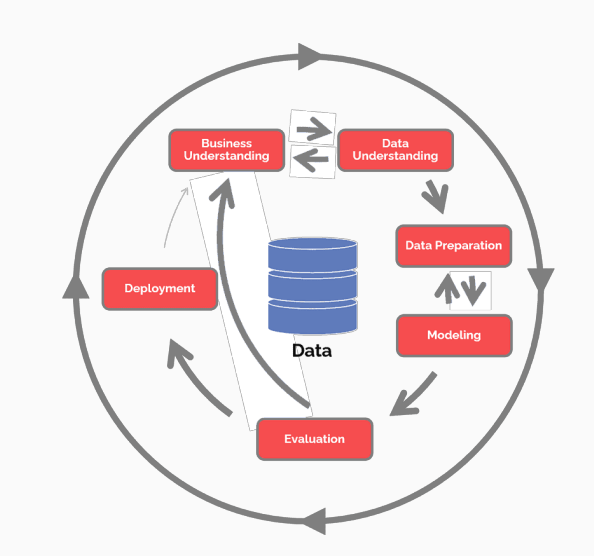 Business
Understanding
Data
Understanding
Data Preparation
Deployment
Modeling
Data
Evaluation